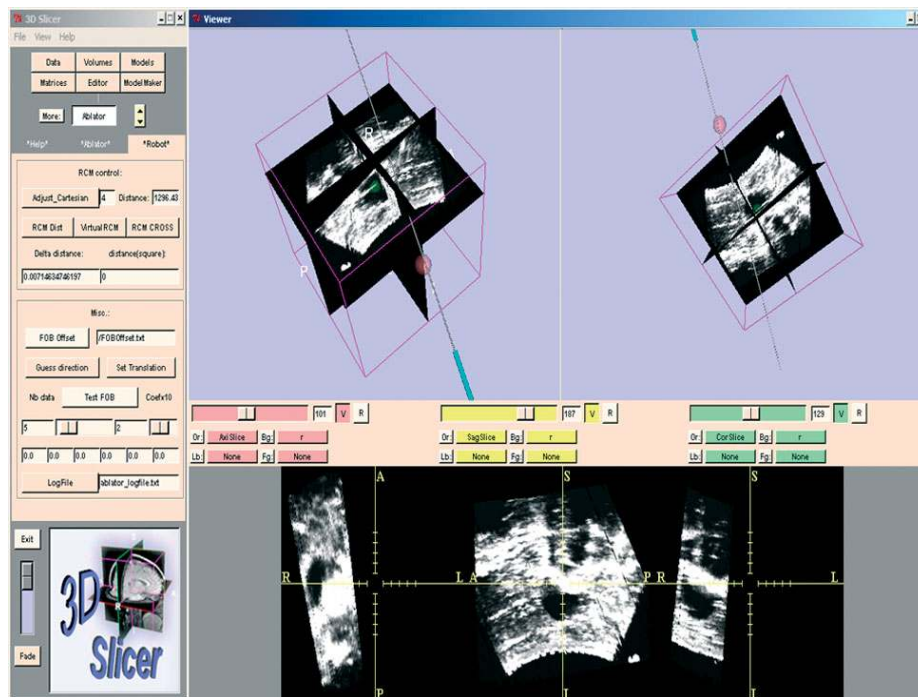 3D Slicer
File View Help
Data Volumes Models
Matrices Editor ModelMaker
More: Ablator
*Help* *Ablator* *Robot*
RCM control:
Adjust_Cartesian 4 Distance: 1296.43
RCM Dist Virtual RCM RCM CROSS
Delta distance: distance(square):
0.00714634746197 0
Misc.:
FOB Offset /FOBOffset.txt
Guess direction Set Translation
Nb data Test FOB Coefx10
5 2
0.0 0.0 0.0 0.0 0.0 0.0
LogFile ablator_logfile.txt
Exit
Fade
3D
Slicer
R
Viewer
R
P
101 V R 187 V R 129 V R
Or: AxiSlice Bg: r Or: SagSlice Bg: r Or: CorSlice Bg: r
Lb: None Fg: None Lb: None Fg: None Lb: None Fg: None
A S S
R L A P R L
P I I